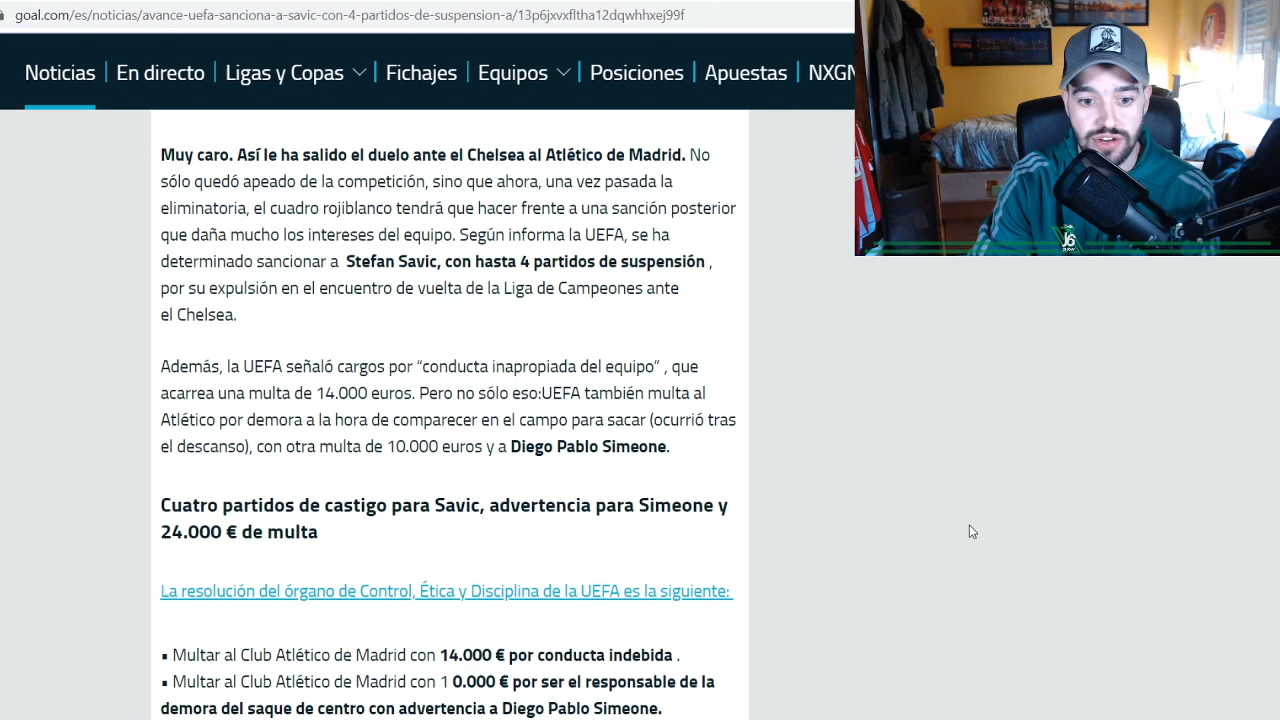 goal.com/es/noticias/avance-uefa-sanciona-a-savic-con-4-partidos-de-suspension-a/13p6jxvxfltha12dqwhhxej99f
Noticias En directo Ligas y Copas Fichajes Equipos Posiciones Apuestas NXGN
Muy caro. Así le ha salido el duelo ante el Chelsea al Atlético de Madrid. No
sólo quedó apeado de la competición, sino que ahora, una vez pasada la
eliminatoria, el cuadro rojiblanco tendrá que hacer frente a una sanción posterior
que daña mucho los intereses del equipo. Según informa la UEFA, se ha
determinado sancionar a Stefan Savic, con hasta 4 partidos de suspensión ,
por su expulsión en el encuentro de vuelta de la Liga de Campeones ante
el Chelsea.
Además, la UEFA señaló cargos por “conducta inapropiada del equipo” , que
acarrea una multa de 14.000 euros. Pero no sólo eso:UEFA también multa al
Atlético por demora a la hora de comparecer en el campo para sacar (ocurrió tras
el descanso), con otra multa de 10.000 euros y a Diego Pablo Simeone.
Cuatro partidos de castigo para Savic, advertencia para Simeone y
24.000 € de multa
La resolución del órgano de Control, Ética y Disciplina de la UEFA es la siguiente:
▪ Multar al Club Atlético de Madrid con 14.000 € por conducta indebida .
▪ Multar al Club Atlético de Madrid con 1 0.000 € por ser el responsable de la
demora del saque de centro con advertencia a Diego Pablo Simeone.
J6